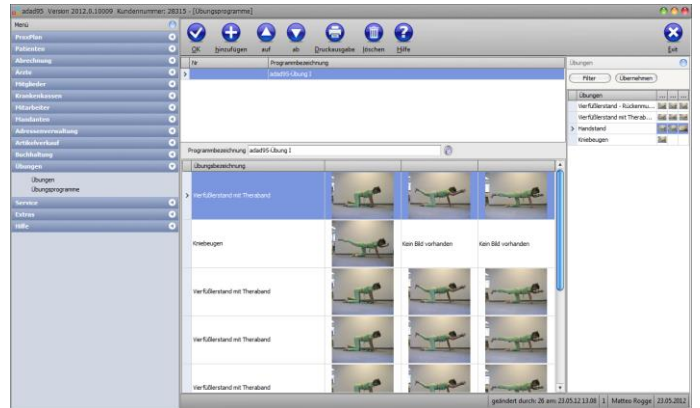 adad95 Version 2012.0.10009 Kundennummer: 28315 - [Übungsprogramme]
Menü
PraxPlan
Patienten
Abrechnung
Ärzte
Mitglieder
Krankenkassen
Mitarbeiter
Mandanten
Adressenverwaltung
Artikelverkauf
Buchhaltung
Übungen
Übungen
Übungsprogramme
Service
Extras
Hilfe
OK hinzufügen auf ab Druckausgabe löschen Hilfe Exit
Nr Programmbezeichnung
adad95-Übung 1
Programmbezeichnung adad95-Übung 1
Übungsbezeichnung
Vierfüßlerstand mit Theraband
Kniebeugen Kein Bild vorhanden Kein Bild vorhanden
Vierfüßlerstand mit Theraband
Vierfüßlerstand mit Theraband
Vierfüßlerstand mit Theraband
Übungen
Filter Übernehmen
Übungen ... ... ...
Vierfüßlerstand - Rückenmu...
Vierfüßlerstand mit Therab...
Handstand
Kniebeugen
geändert durch: 26 am: 23.05.12 13.08 1 Matteo Rogge 23.05.2012